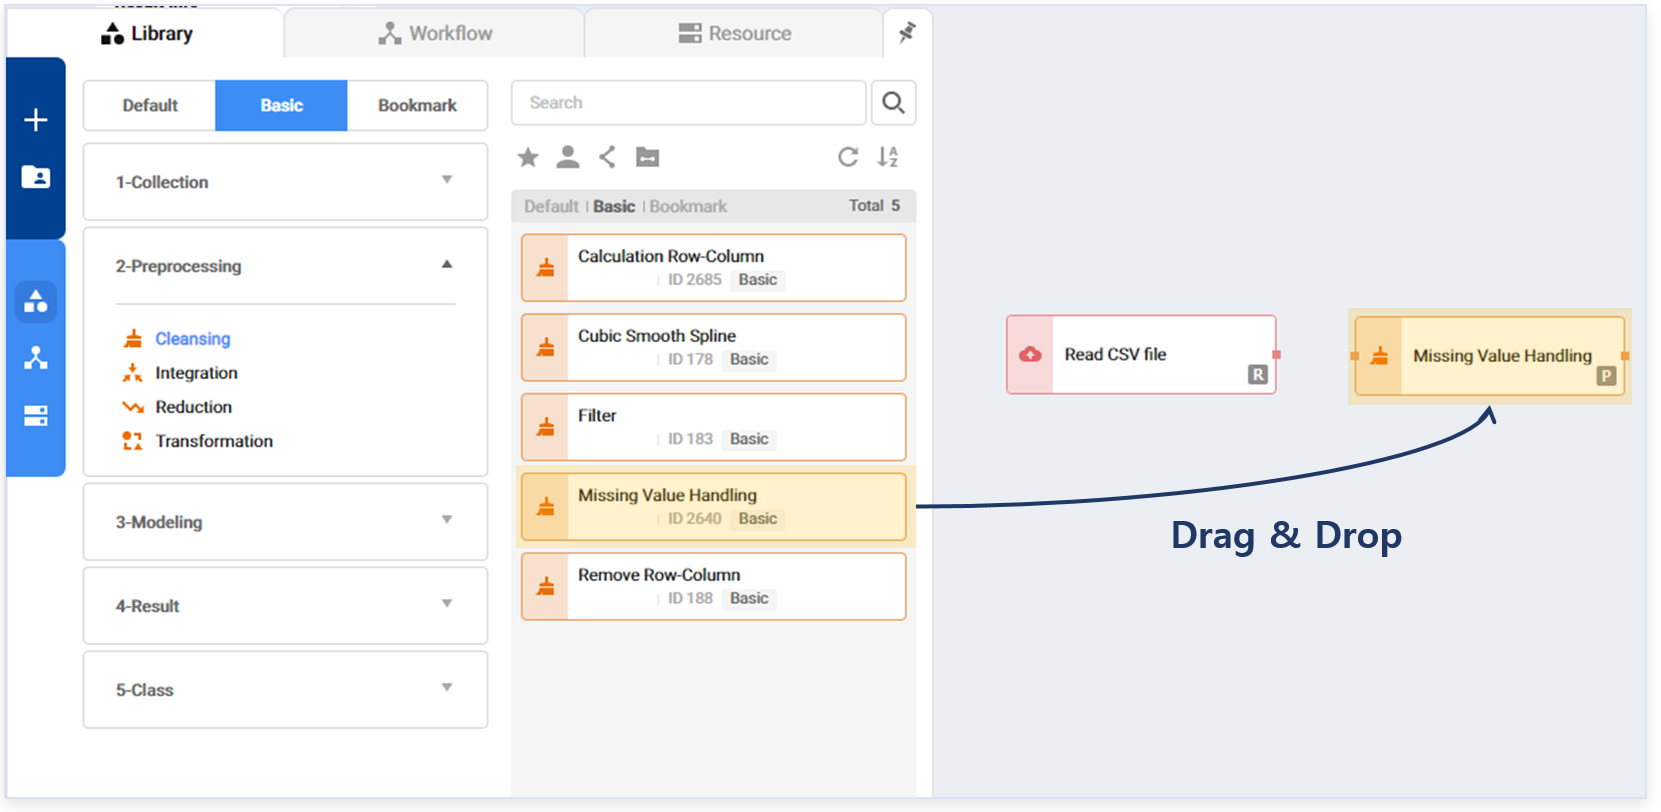 Library
Workflow
Resource
Default
Basic
Bookmark
1-Collection
2-Preprocessing
Cleansing
Integration
Reduction
Transformation
3-Modeling
4-Result
5-Class
Search
A
Z
Default | Basic | Bookmark
Total 5
Calculation Row-Column
| ID 2685 Basic
Cubic Smooth Spline
| ID 178 Basic
Filter
| ID 183 Basic
Missing Value Handling
| ID 2640 Basic
Remove Row-Column
| ID 188 Basic
Read CSV file
R
Missing Value Handling
P
Drag & Drop